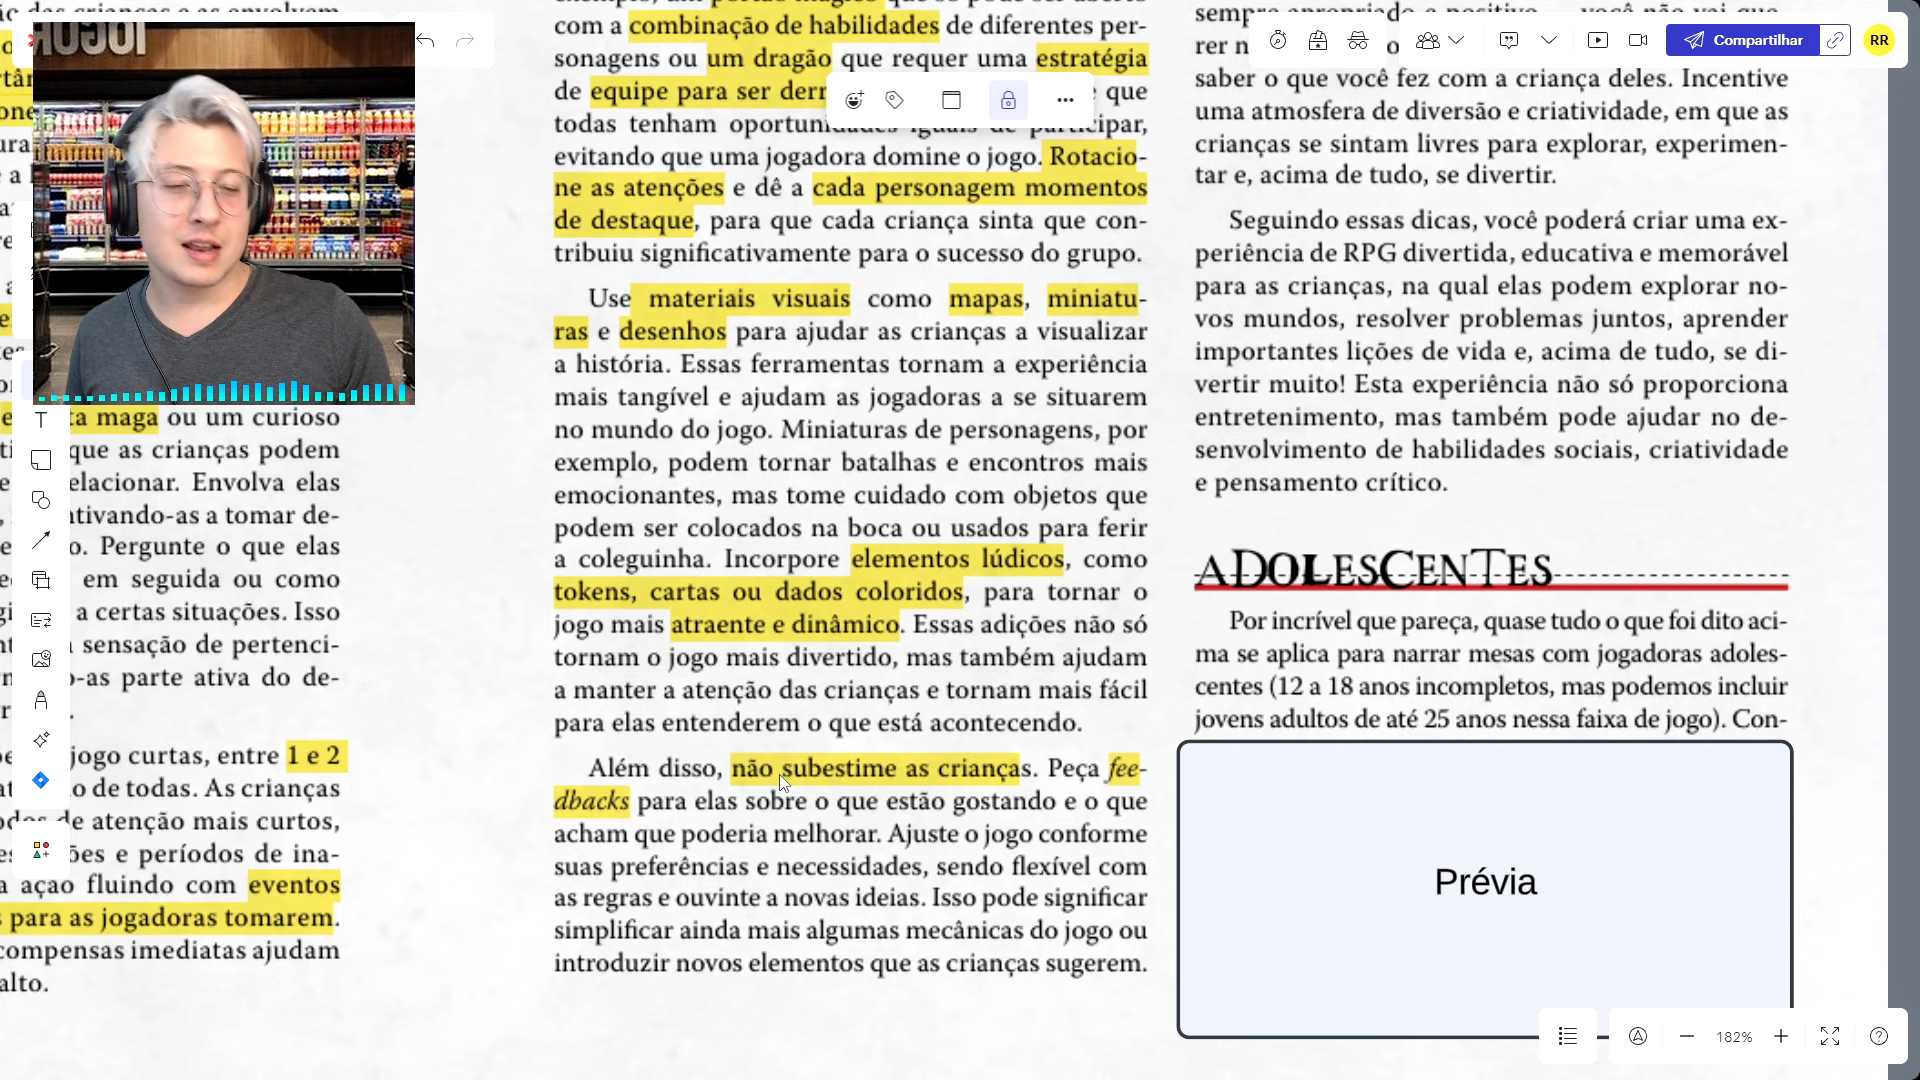 com a combinação de habilidades de diferentes per-
sonagens ou um dragão que requer uma estratégia
de equipe para ser derr
que
todas tenham oportunidades iguais de participar,
evitando que uma jogadora domine o jogo. Rotacio-
ne as atenções e dê a cada personagem momentos
de destaque, para que cada criança sinta que con-
tribuiu significativamente para o sucesso do grupo.
Use materiais visuais como mapas, miniatu-
ras e desenhos para ajudar as crianças a visualizar
a história. Essas ferramentas tornam a experiência
mais tangível e ajudam as jogadoras a se situarem
no mundo do jogo. Miniaturas de personagens, por
exemplo, podem tornar batalhas e encontros mais
emocionantes, mas tome cuidado com objetos que
podem ser colocados na boca ou usados para ferir
a coleguinha. Incorpore elementos lúdicos, como
tokens, cartas ou dados coloridos, para tornar o
jogo mais atraente e dinâmico. Essas adições não só
tornam o jogo mais divertido, mas também ajudam
a manter a atenção das crianças e tornam mais fácil
para elas entenderem o que está acontecendo.
Além disso, não subestime as crianças. Peça fee-
dbacks para elas sobre o que estão gostando e o que
acham que poderia melhorar. Ajuste o jogo conforme
suas preferências e necessidades, sendo flexível com
as regras e ouvinte a novas ideias. Isso pode significar
simplificar ainda mais algumas mecânicas do jogo ou
introduzir novos elementos que as crianças sugerem.
ta maga ou um curioso
que as crianças podem
elacionar. Envolva elas
ntivando-as a tomar de-
o. Pergunte o que elas
em seguida ou como
a certas situações. Isso
sensação de pertenci-
o-as parte ativa do de-
jogo curtas, entre 1 e 2
o de todas. As crianças
de atenção mais curtos,
ões e períodos de ina-
a ação fluindo com eventos
s para as jogadoras tomarem.
compensas imediatas ajudam
alto.
Compartilhar
RR
saber o que você fez com a criança deles. Incentive
uma atmosfera de diversão e criatividade, em que as
crianças se sintam livres para explorar, experimen-
tar e, acima de tudo, se divertir.
Seguindo essas dicas, você poderá criar uma ex-
periência de RPG divertida, educativa e memorável
para as crianças, na qual elas podem explorar no-
vos mundos, resolver problemas juntos, aprender
importantes lições de vida e, acima de tudo, se di-
vertir muito! Esta experiência não só proporciona
entretenimento, mas também pode ajudar no de-
senvolvimento de habilidades sociais, criatividade
e pensamento crítico.
ADOLESCENTES
Por incrível que pareça, quase tudo o que foi dito aci-
ma se aplica para narrar mesas com jogadoras adoles-
centes (12 a 18 anos incompletos, mas podemos incluir
jovens adultos de até 25 anos nessa faixa de jogo). Con-
Prévia
182%